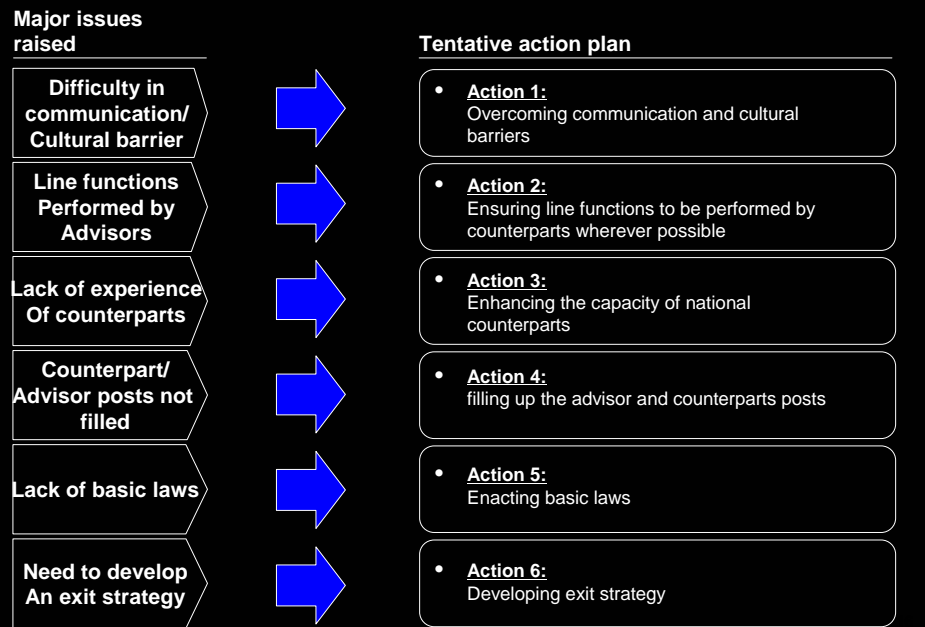 Major issues
raised
Tentative action plan
Difficulty in
communication/
Cultural barrier
• Action 1:
Overcoming communication and cultural
barriers
Line functions
Performed by
Advisors
• Action 2:
Ensuring line functions to be performed by
counterparts wherever possible
Lack of experience
Of counterparts
• Action 3:
Enhancing the capacity of national
counterparts
Counterpart/
Advisor posts not
filled
• Action 4:
filling up the advisor and counterparts posts
Lack of basic laws
• Action 5:
Enacting basic laws
Need to develop
An exit strategy
• Action 6:
Developing exit strategy